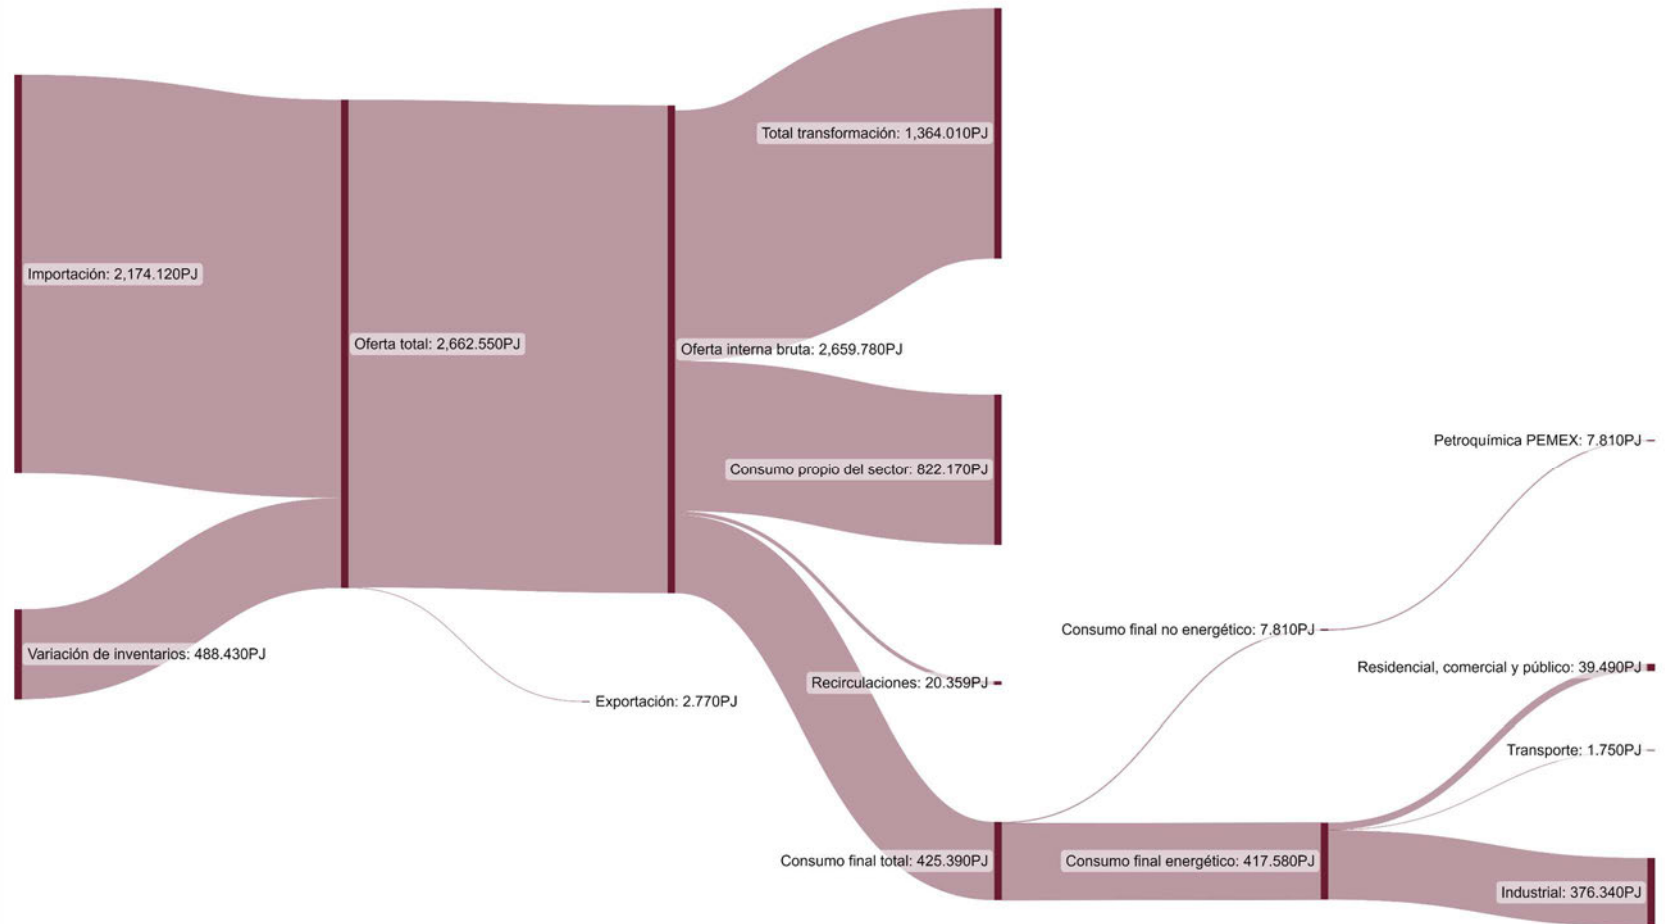 Total transformación: 1,364.010PJ
Importación: 2,174.120PJ
Oferta total: 2,662.550PJ
Oferta interna bruta: 2,659.780PJ
Petroquímica PEMEX: 7.810PJ
Consumo propio del sector: 822.170PJ
Consumo final no energético: 7.810PJ
Variación de inventarios: 488.430PJ
Residencial, comercial y público: 39.490PJ
Recirculaciones: 20.359PJ
Exportación: 2.770PJ
Transporte: 1.750PJ
Consumo final total: 425.390PJ
Consumo final energético: 417.580PJ
Industrial: 376.340PJ